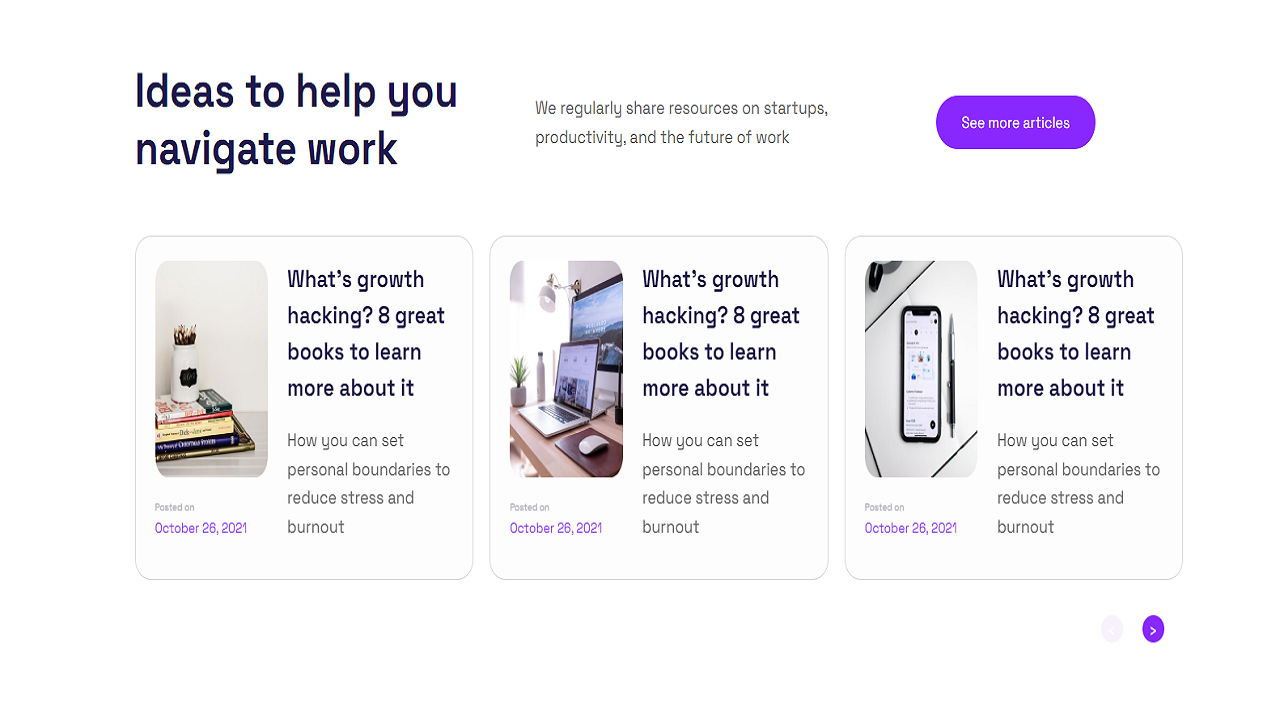 Ideas to help you
navigate work
We regularly share resources on startups,
productivity, and the future of work
See more articles
What's growth
hacking? 8 great
books to learn
more about it
How you can set
personal boundaries to
reduce stress and
burnout
Posted on
October 26, 2021
What's growth
hacking? 8 great
books to learn
more about it
How you can set
personal boundaries to
reduce stress and
burnout
Posted on
October 26, 2021
What's growth
hacking? 8 great
books to learn
more about it
How you can set
personal boundaries to
reduce stress and
burnout
Posted on
October 26, 2021